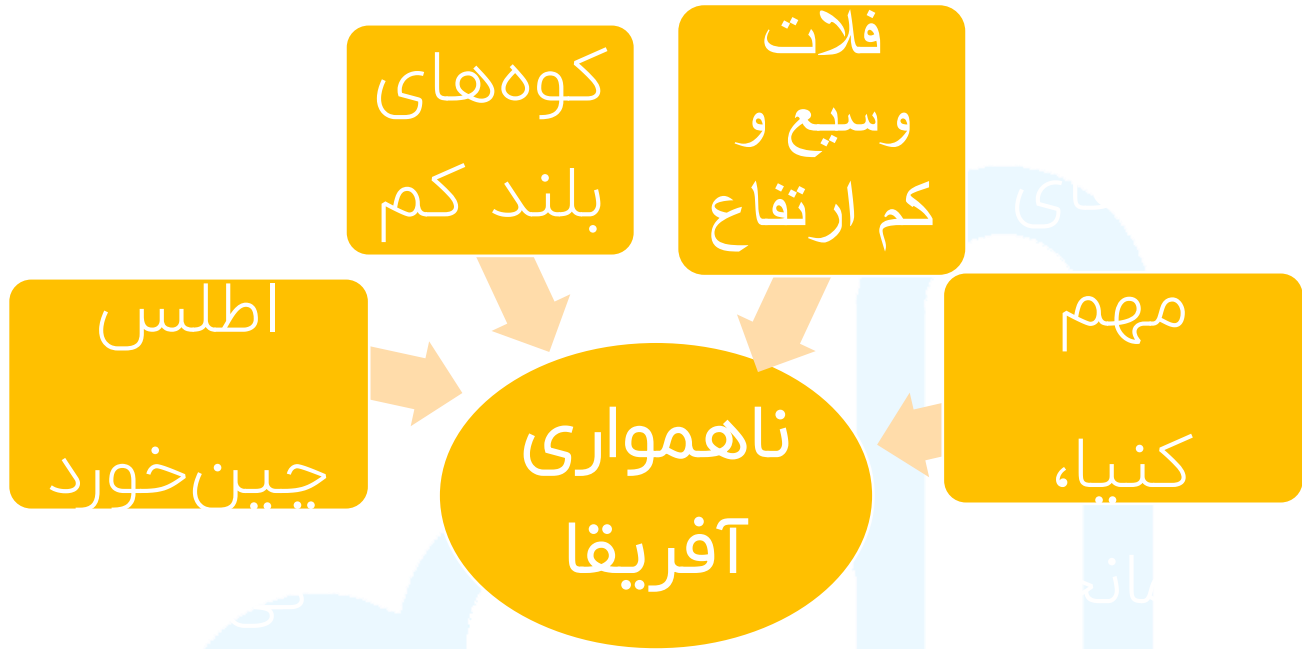 فلات
وسیع و
کم ارتفاع
کوه‌های
بلند کم
مهم
کنیا،
اطلس
چین‌خورد
ناهمواری
آفریقا